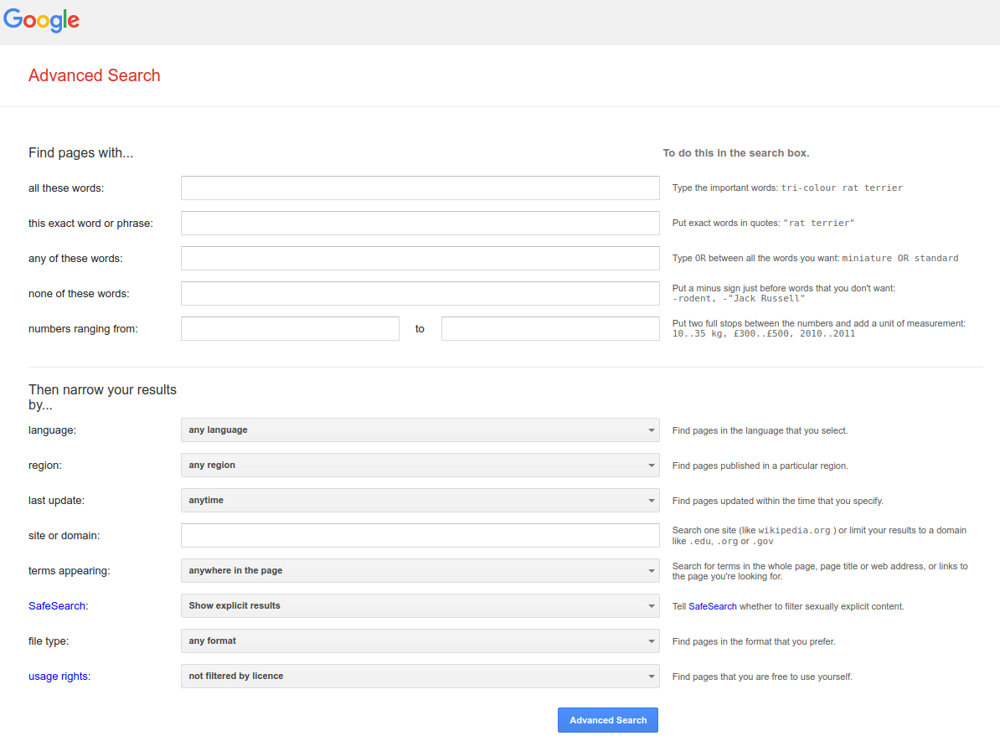 Google
Advanced Search
Find pages with...
To do this in the search box.
all these words:
Type the important words: tri-colour rat terrier
this exact word or phrase:
Put exact words in quotes: "rat terrier"
any of these words:
Type OR between all the words you want: miniature OR standard
none of these words:
Put a minus sign just before words that you don't want:
-rodent, -"Jack Russell"
numbers ranging from:
to
Put two full stops between the numbers and add a unit of measurement:
10..35 kg, £300..£500, 2010..2011
Then narrow your results
by...
language:
any language
Find pages in the language that you select.
region:
any region
Find pages published in a particular region.
last update:
anytime
Find pages updated within the time that you specify.
site or domain:
Search one site (like wikipedia.org ) or limit your results to a domain
like .edu, .org or .gov
terms appearing:
anywhere in the page
Search for terms in the whole page, page title or web address, or links to
the page you're looking for.
SafeSearch:
Show explicit results
Tell SafeSearch whether to filter sexually explicit content.
file type:
any format
Find pages in the format that you prefer.
usage rights:
not filtered by licence
Find pages that you are free to use yourself.
Advanced Search